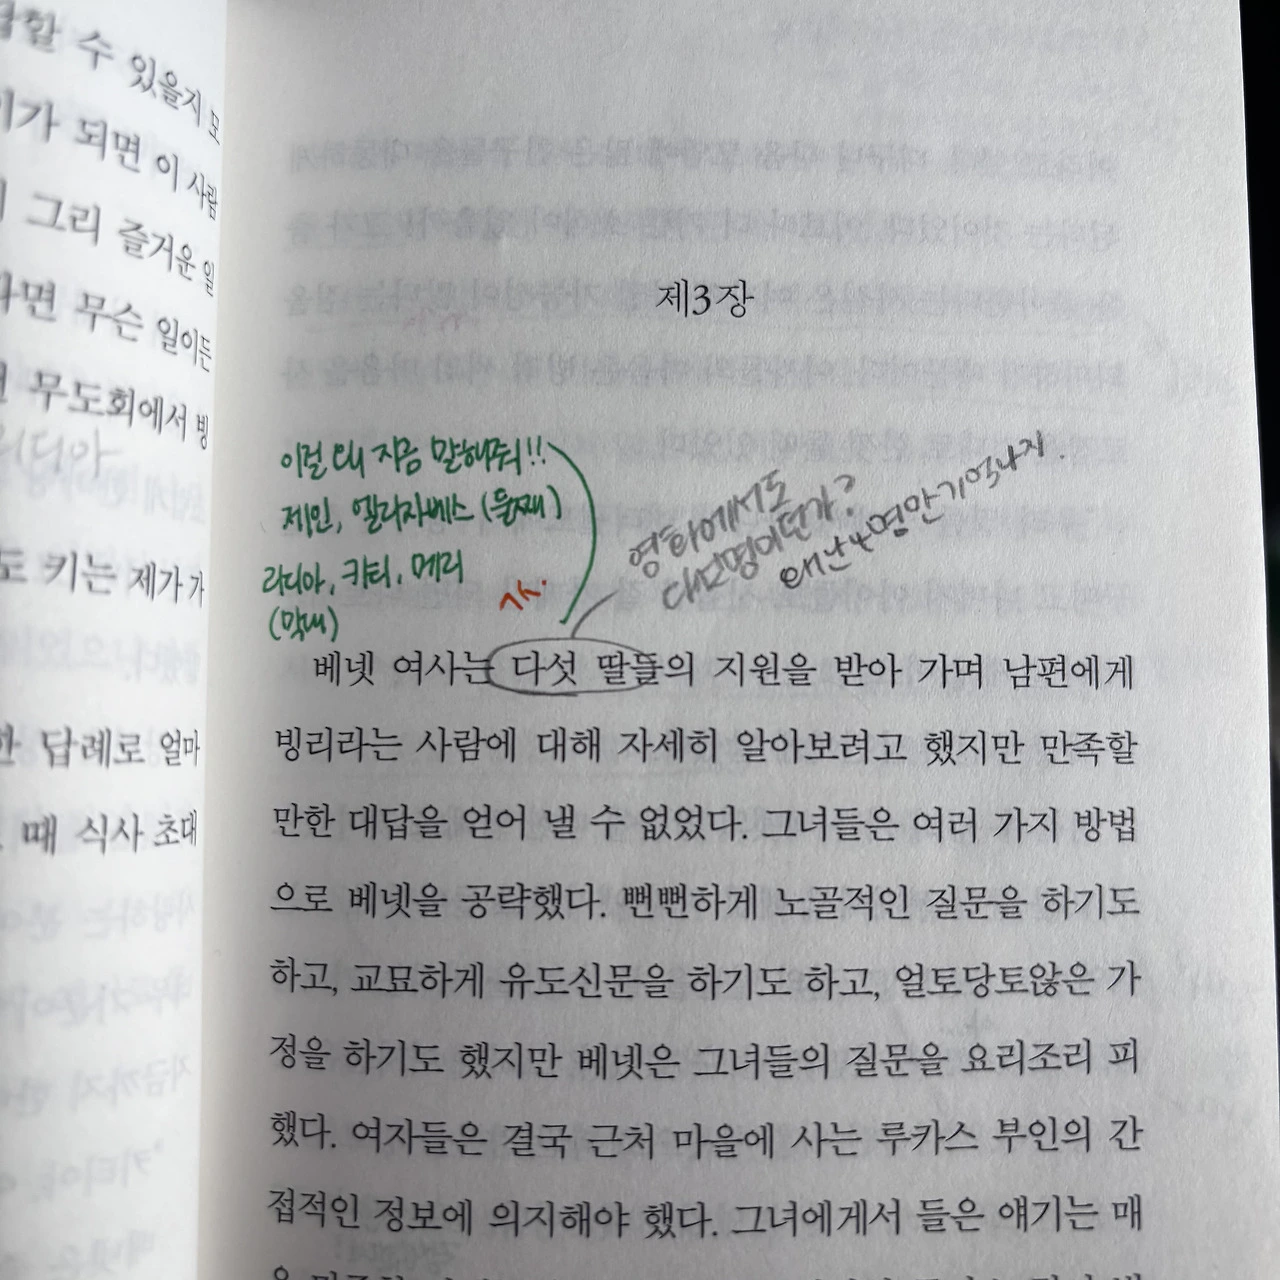 할 수 있을지 모
가 되면 이 사람
그리 즐거운 일
면 무슨 일이든
무도회에서 빙
리디아
도 키는 제가 가
한 답례로 얼마
때 식사 초대
제3장
이걸 왜 지금 말해줘!!
제인, 엘리자베스 (둘째)
리디아, 키티, 메리
(막내)
ㅋㅋ.
영화에서도
다섯명이던가?
왜 난 4명만 기억나지.
베넷 여사는 다섯 딸들의 지원을 받아 가며 남편에게
빙리라는 사람에 대해 자세히 알아보려고 했지만 만족할
만한 대답을 얻어 낼 수 없었다. 그녀들은 여러 가지 방법
으로 베넷을 공략했다. 뻔뻔하게 노골적인 질문을 하기도
하고, 교묘하게 유도신문을 하기도 하고, 얼토당토않은 가
정을 하기도 했지만 베넷은 그녀들의 질문을 요리조리 피
했다. 여자들은 결국 근처 마을에 사는 루카스 부인의 간
접적인 정보에 의지해야 했다. 그녀에게서 들은 얘기는 매